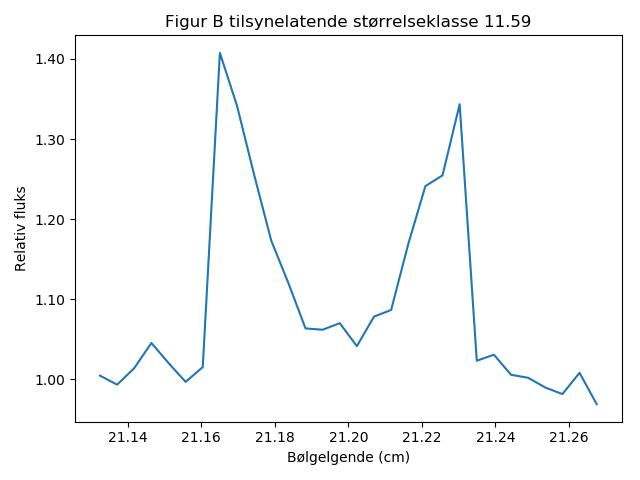 Figur B tilsynelatende størrelseklasse 11.59
1.40
1.30
1.20
1.10
1.00
Relativ fluks
21.14 21.16 21.18 21.20 21.22 21.24 21.26
Bølgelgende (cm)